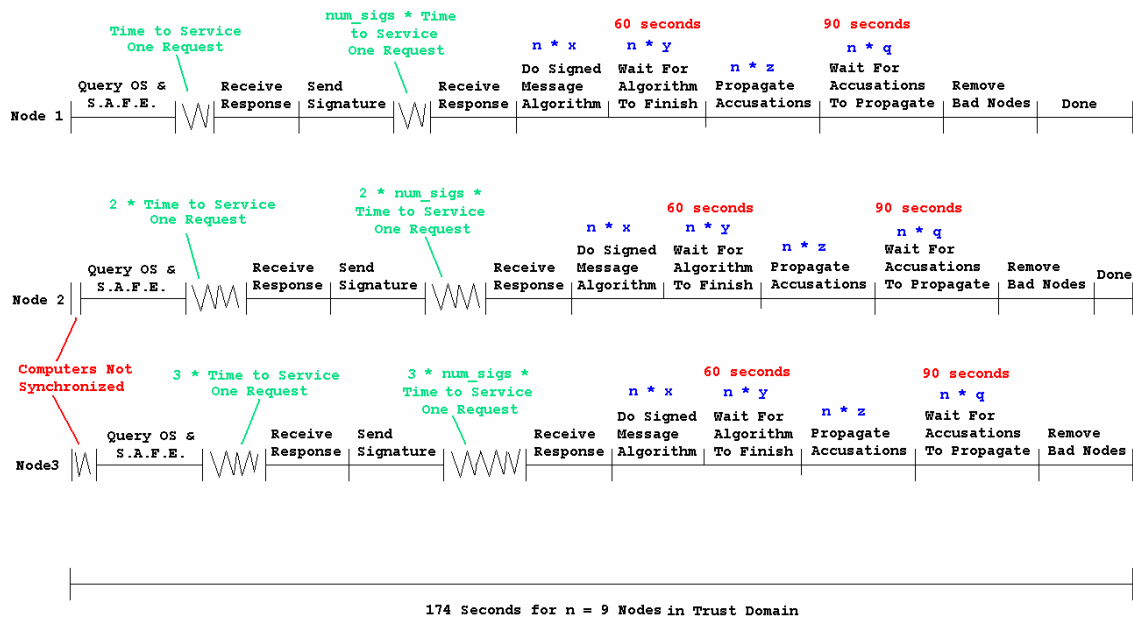 Time to Service
One Request
num_sigs * Time
to Service
One Request
60 seconds
90 seconds
n * x
n * y
n * q
Query OS &
S.A.F.E.
Receive
Response
Send
Signature
Receive
Response
Do Signed
Message
Algorithm
Wait For
Algorithm
To Finish
n * z
Propagate
Accusations
Wait For
Accusations
To Propagate
Remove
Bad Nodes
Done
Node 1
2 * Time to Service
One Request
2 * num_sigs *
Time to Service
One Request
60 seconds
90 seconds
n * x
n * y
n * q
Query OS &
S.A.F.E.
Receive
Response
Send
Signature
Receive
Response
Do Signed
Message
Algorithm
Wait For
Algorithm
To Finish
n * z
Propagate
Accusations
Wait For
Accusations
To Propagate
Remove
Bad Nodes
Done
Node 2
Computers Not
Synchronized
3 * Time to Service
One Request
3 * num_sigs *
Time to Service
One Request
60 seconds
90 seconds
n * x
n * y
n * q
Query OS &
S.A.F.E.
Receive
Response
Send
Signature
Receive
Response
Do Signed
Message
Algorithm
Wait For
Algorithm
To Finish
n * z
Propagate
Accusations
Wait For
Accusations
To Propagate
Remove
Bad Nodes
Node3
174 Seconds for n = 9 Nodes in Trust Domain